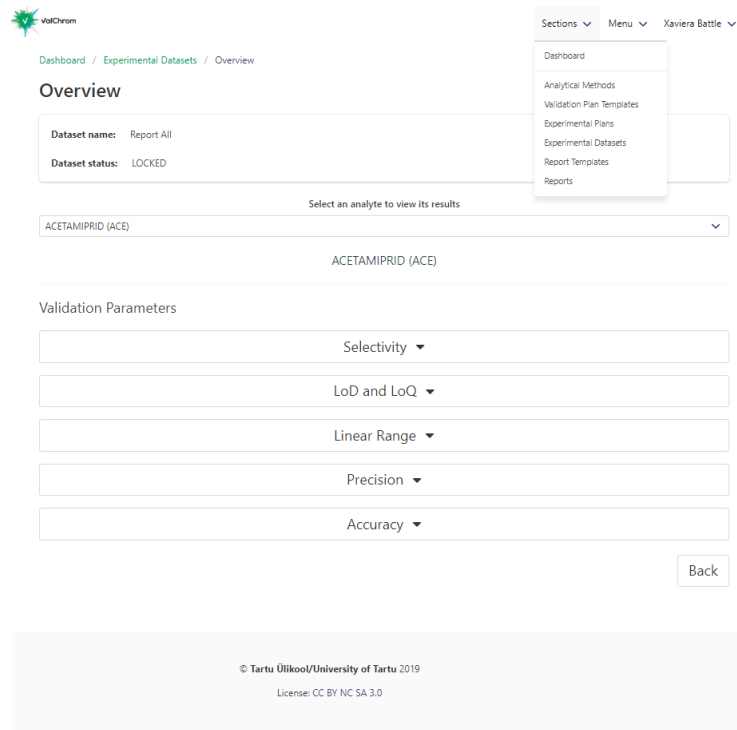 ValChrom
Sections Menu Xaviera Battle
Dashboard / Experimental Datasets / Overview
Dashboard
Analytical Methods
Validation Plan Templates
Experimental Plans
Experimental Datasets
Report Templates
Reports
Overview
Dataset name: Report All
Dataset status: LOCKED
Select an analyte to view its results
ACETAMIPRID (ACE)
ACETAMIPRID (ACE)
Validation Parameters
Selectivity
LoD and LoQ
Linear Range
Precision
Accuracy
Back
© Tartu Ülikool/University of Tartu 2019
License: CC BY NC SA 3.0